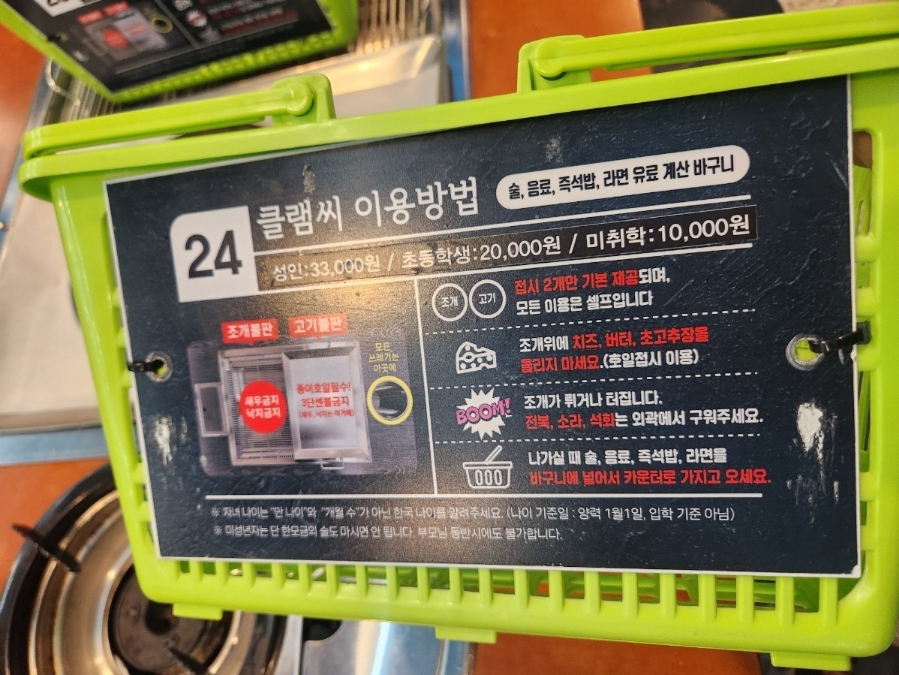 24
클램씨 이용방법
술, 음료, 즉석밥, 라면 유료 계산 바구니
성인:33,000원 / 초등학생:20,000원 / 미취학:10,000원
조개불판 고기불판
모든
쓰레기는
이곳에
새우금지
낙지금지
종이호일필수!
3단센불금지
조개 고기
접시 2개만 기본 제공되며,
모든 이용은 셀프입니다
조개위에 치즈, 버터, 초고추장을
올리지 마세요.(호일접시 이용)
BOOM!
조개가 튀거나 터집니다.
전복, 소라, 석화는 외곽에서 구워주세요.
나가실 때 술, 음료, 즉석밥, 라면을
바구니에 넣어서 카운터로 가지고 오세요.
※ 자녀 나이는 "만 나이"와 "개월 수"가 아닌 한국 나이를 알려주세요. (나이 기준일 : 양력 1월1일, 입학 기준 아님)
※ 미성년자는 단 한모금의 술도 마시면 안 됩니다. 부모님 동반시에도 불가합니다.